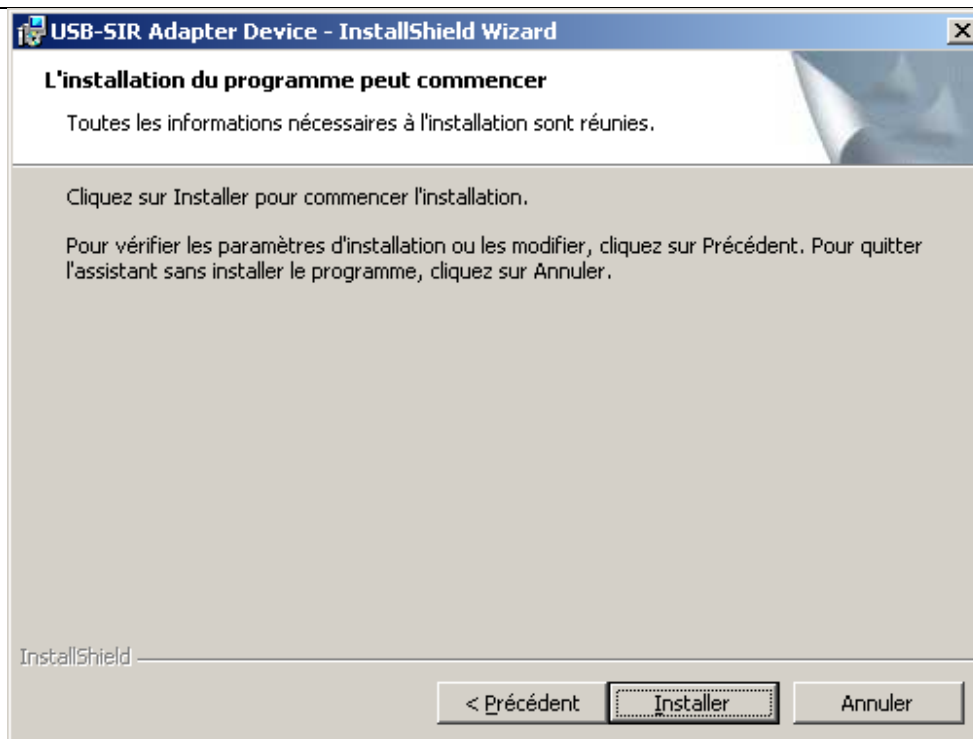 USB-SIR Adapter Device - InstallShield Wizard
L'installation du programme peut commencer
Toutes les informations nécessaires à l'installation sont réunies.
Cliquez sur Installer pour commencer l'installation.
Pour vérifier les paramètres d'installation ou les modifier, cliquez sur Précédent. Pour quitter
l'assistant sans installer le programme, cliquez sur Annuler.
InstallShield
< Précédent Installer Annuler